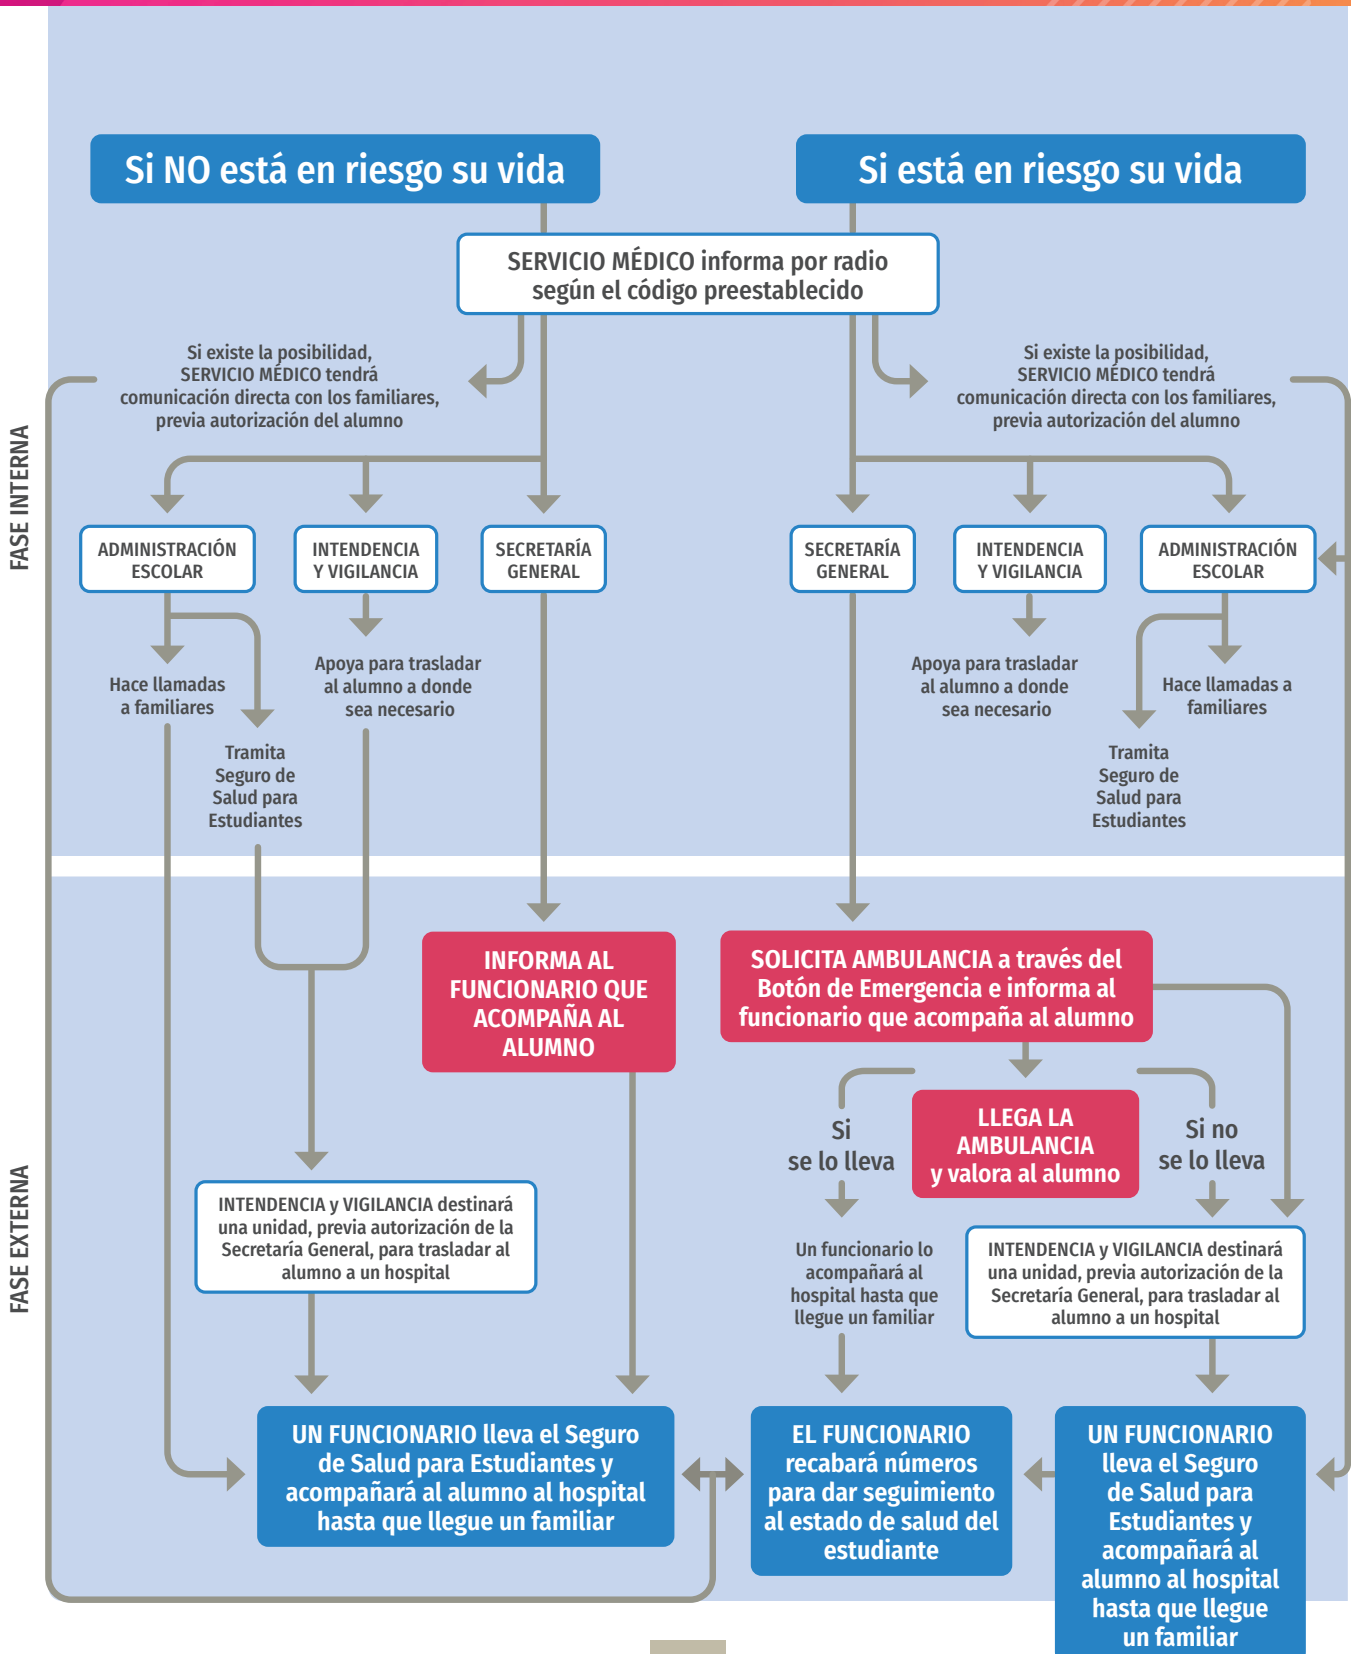 Si NO está en riesgo su vida
Si está en riesgo su vida
SERVICIO MÉDICO informa por radio
según el código preestablecido
Si existe la posibilidad,
SERVICIO MÉDICO tendrá
comunicación directa con los familiares,
previa autorización del alumno
Si existe la posibilidad,
SERVICIO MÉDICO tendrá
comunicación directa con los familiares,
previa autorización del alumno
FASE INTERNA
ADMINISTRACIÓN
ESCOLAR
INTENDENCIA
Y VIGILANCIA
SECRETARÍA
GENERAL
SECRETARÍA
GENERAL
INTENDENCIA
Y VIGILANCIA
ADMINISTRACIÓN
ESCOLAR
Hace llamadas
a familiares
Apoya para trasladar
al alumno a donde
sea necesario
Apoya para trasladar
al alumno a donde
sea necesario
Hace llamadas a
familiares
Tramita
Seguro de
Salud para
Estudiantes
Tramita
Seguro de
Salud para
Estudiantes
FASE EXTERNA
INFORMA AL
FUNCIONARIO QUE
ACOMPAÑA AL
ALUMNO
SOLICITA AMBULANCIA a través del
Botón de Emergencia e informa al
funcionario que acompaña al alumno
Si
se lo lleva
LLEGA LA
AMBULANCIA
y valora al alumno
Si no
se lo lleva
INTENDENCIA y VIGILANCIA destinará
una unidad, previa autorización de la
Secretaría General, para trasladar al
alumno a un hospital
Un funcionario lo
acompañará al
hospital hasta que
llegue un familiar
INTENDENCIA y VIGILANCIA destinará
una unidad, previa autorización de la
Secretaría General, para trasladar al
alumno a un hospital
UN FUNCIONARIO lleva el Seguro
de Salud para Estudiantes y
acompañará al alumno al hospital
hasta que llegue un familiar
EL FUNCIONARIO
recabará números
para dar seguimiento
al estado de salud del
estudiante
UN FUNCIONARIO
lleva el Seguro
de Salud para
Estudiantes y
acompañará al
alumno al hospital
hasta que llegue
un familiar